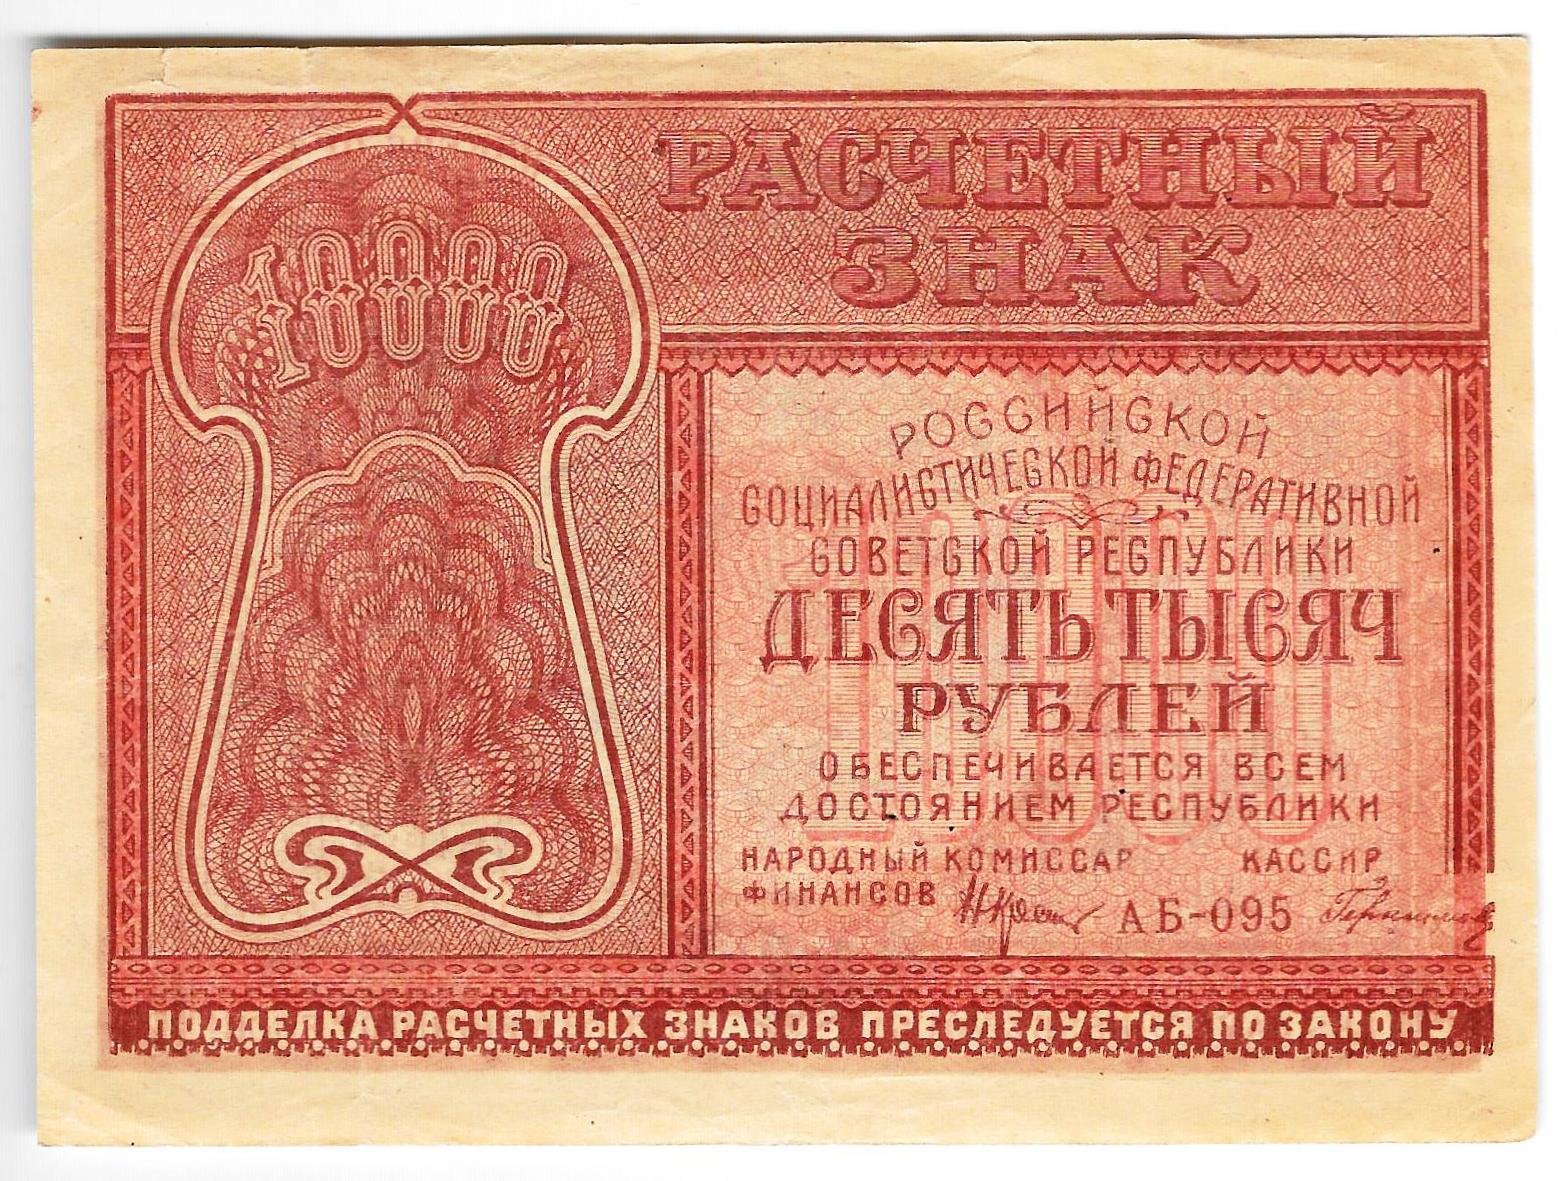 РАСЧЕТНЫЙ
ЗНАК
10000
РОССИЙСКОЙ
СОЦИАЛИСТИЧЕСКОЙ ФЕДЕРАТИВНОЙ
СОВЕТСКОЙ РЕСПУБЛИКИ
10000
ДЕСЯТЬ ТЫСЯЧ
РУБЛЕЙ
ОБЕСПЕЧИВАЕТСЯ ВСЕМ
ДОСТОЯНИЕМ РЕСПУБЛИКИ
НАРОДНЫЙ КОМИССАР КАССИР
ФИНАНСОВ
АБ-095
ПОДДЕЛКА РАСЧЕТНЫХ ЗНАКОВ ПРЕСЛЕДУЕТСЯ ПО ЗАКОНУ